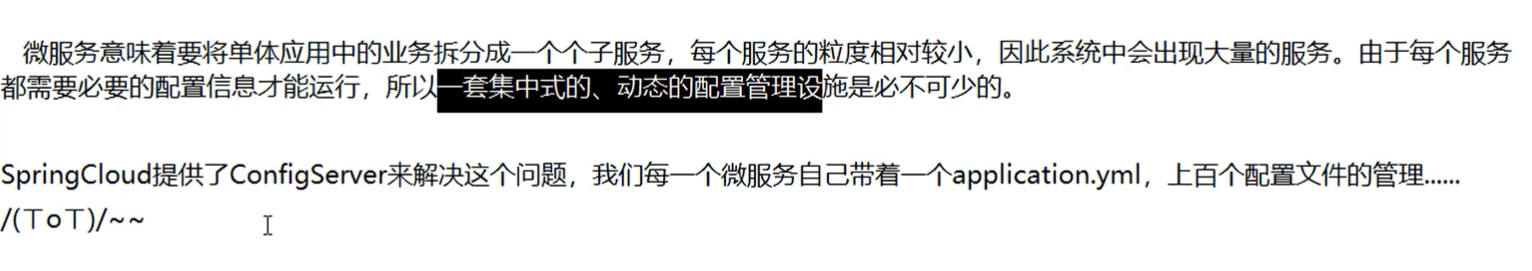 微服务意味着要将单体应用中的业务拆分成一个个子服务，每个服务的粒度相对较小，因此系统中会出现大量的服务。由于每个服务
都需要必要的配置信息才能运行，所以一套集中式的、动态的配置管理设施是必不可少的。
SpringCloud提供了ConfigServer来解决这个问题，我们每一个微服务自己带着一个application.yml，上百个配置文件的管理......
/(ㄒoㄒ)/~~